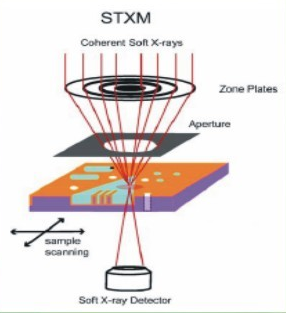 STXM
Coherent Soft X-rays
Zone Plates
Aperture
sample
scanning
Soft X-ray Detector